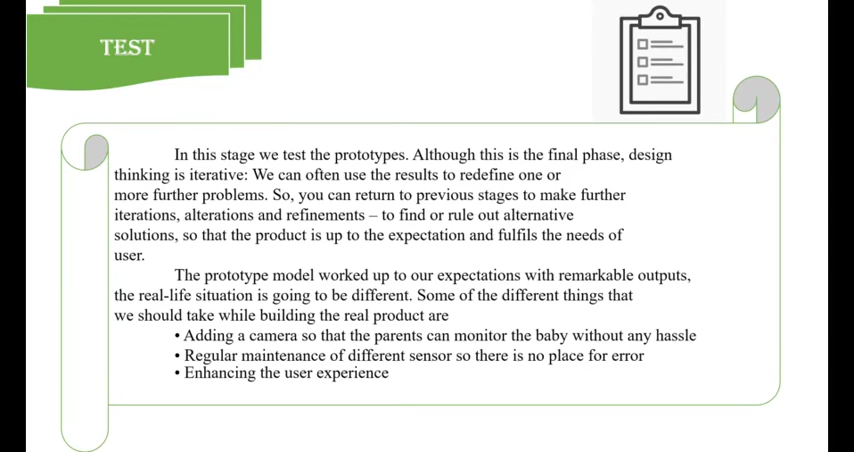 TEST
In this stage we test the prototypes. Although this is the final phase, design
thinking is iterative: We can often use the results to redefine one or
more further problems. So, you can return to previous stages to make further
iterations, alterations and refinements – to find or rule out alternative
solutions, so that the product is up to the expectation and fulfils the needs of
user.
The prototype model worked up to our expectations with remarkable outputs,
the real-life situation is going to be different. Some of the different things that
we should take while building the real product are
• Adding a camera so that the parents can monitor the baby without any hassle
• Regular maintenance of different sensor so there is no place for error
• Enhancing the user experience